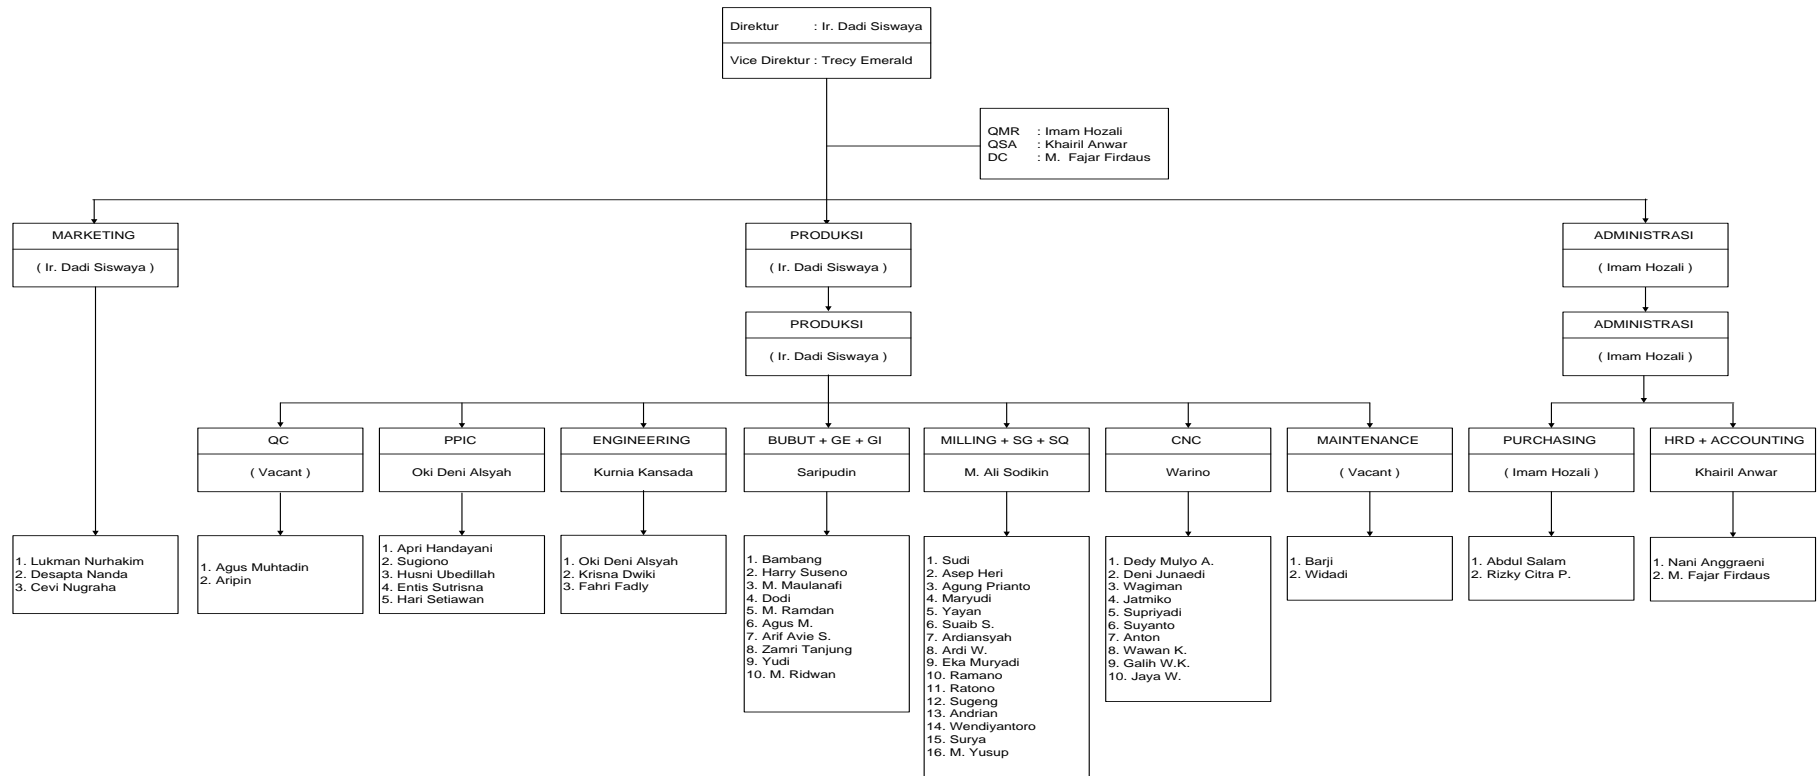 Direktur : Ir. Dadi Siswaya
Vice Direktur : Trecy Emerald
QMR : Imam Hozali
QSA : Khairil Anwar
DC : M. Fajar Firdaus
MARKETING
( Ir. Dadi Siswaya )
PRODUKSI
( Ir. Dadi Siswaya )
ADMINISTRASI
( Imam Hozali )
PRODUKSI
( Ir. Dadi Siswaya )
ADMINISTRASI
( Imam Hozali )
QC
( Vacant )
PPIC
Oki Deni Alsyah
ENGINEERING
Kurnia Kansada
BUBUT + GE + GI
Saripudin
MILLING + SG + SQ
M. Ali Sodikin
CNC
Warino
MAINTENANCE
( Vacant )
PURCHASING
( Imam Hozali )
HRD + ACCOUNTING
Khairil Anwar
1. Lukman Nurhakim
2. Desapta Nanda
3. Cevi Nugraha
1. Agus Muhtadin
2. Aripin
1. Apri Handayani
2. Sugiono
3. Husni Ubedillah
4. Entis Sutrisna
5. Hari Setiawan
1. Oki Deni Alsyah
2. Krisna Dwiki
3. Fahri Fadly
1. Bambang
2. Harry Suseno
3. M. Maulanafi
4. Dodi
5. M. Ramdan
6. Agus M.
7. Arif Avie S.
8. Zamri Tanjung
9. Yudi
10. M. Ridwan
1. Sudi
2. Asep Heri
3. Agung Prianto
4. Maryudi
5. Yayan
6. Suaib S.
7. Ardiansyah
8. Ardi W.
9. Eka Muryadi
10. Ramano
11. Ratono
12. Sugeng
13. Andrian
14. Wendiyantoro
15. Surya
16. M. Yusup
1. Dedy Mulyo A.
2. Deni Junaedi
3. Wagiman
4. Jatmiko
5. Supriyadi
6. Suyanto
7. Anton
8. Wawan K.
9. Galih W.K.
10. Jaya W.
1. Barji
2. Widadi
1. Abdul Salam
2. Rizky Citra P.
1. Nani Anggraeni
2. M. Fajar Firdaus